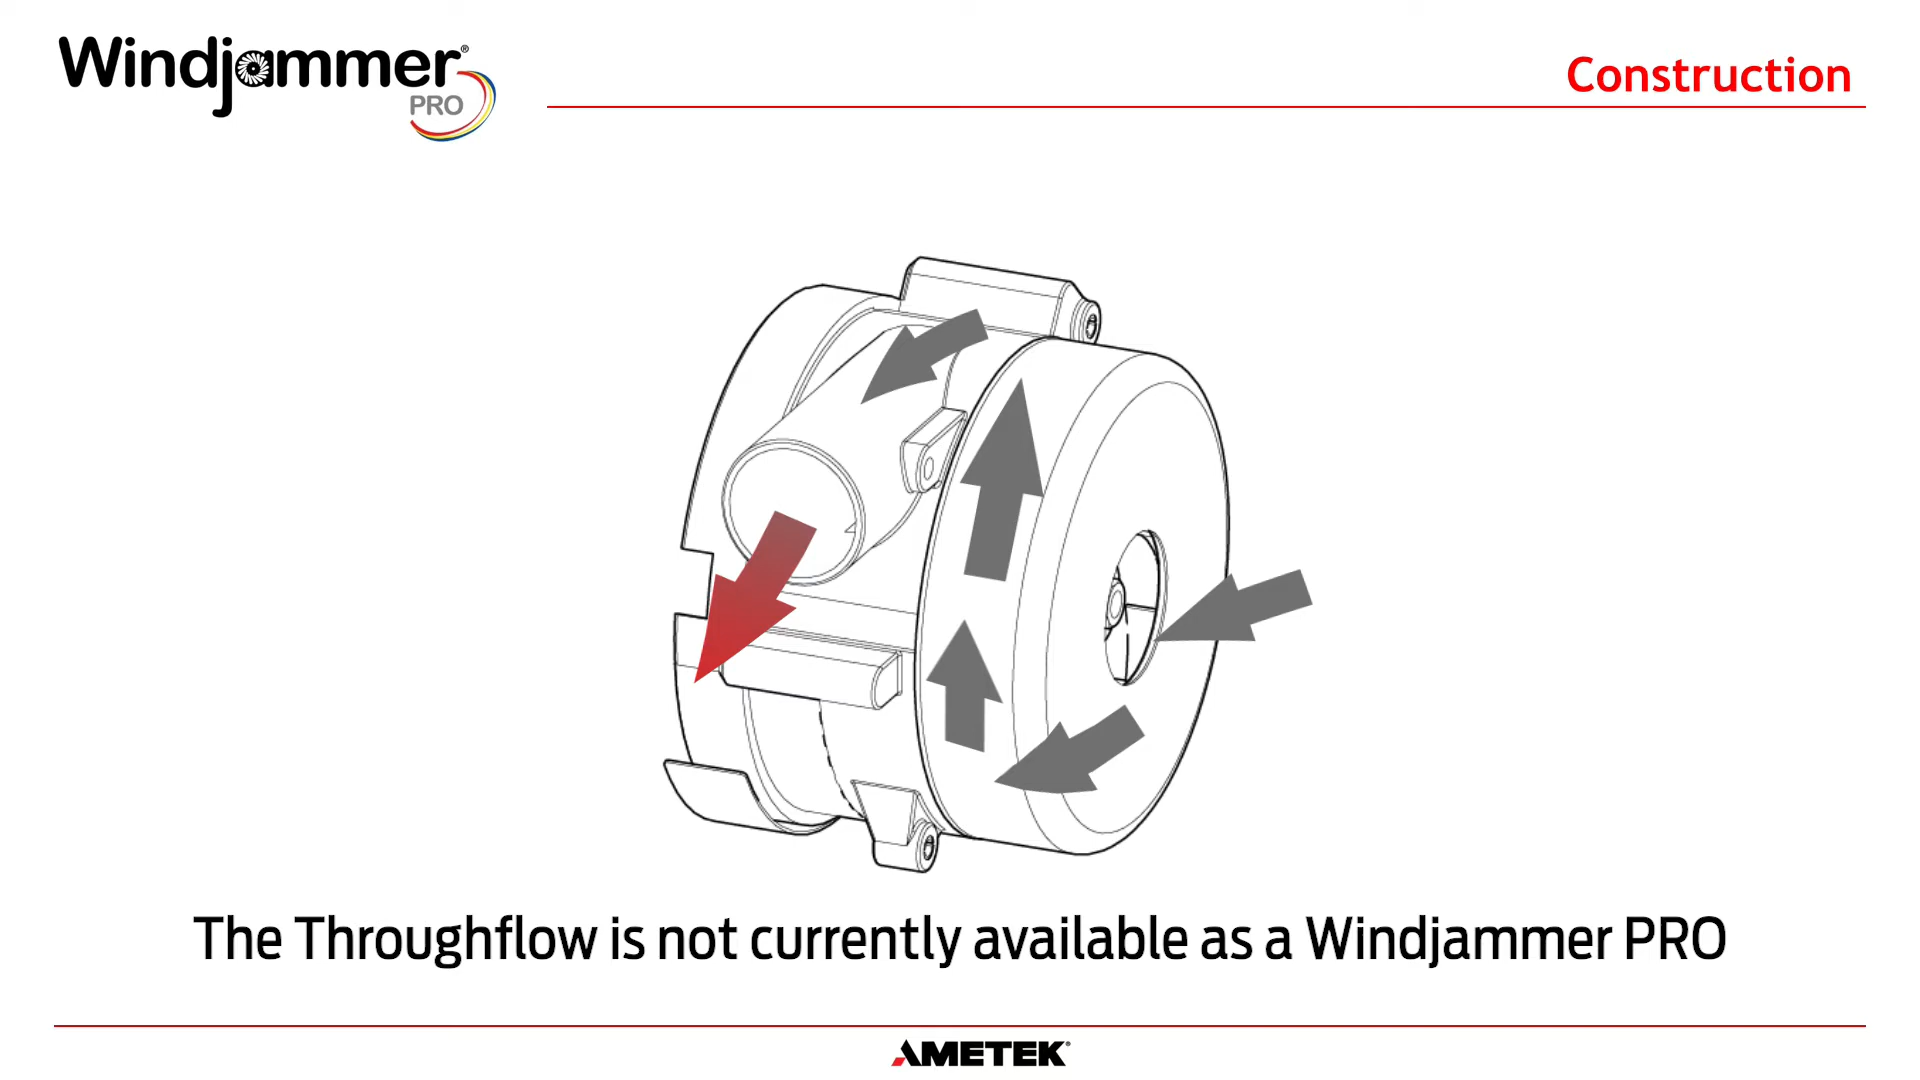 Windjammer®
PRO
Construction
The Throughflow is not currently available as a Windjammer PRO
AMETEK®